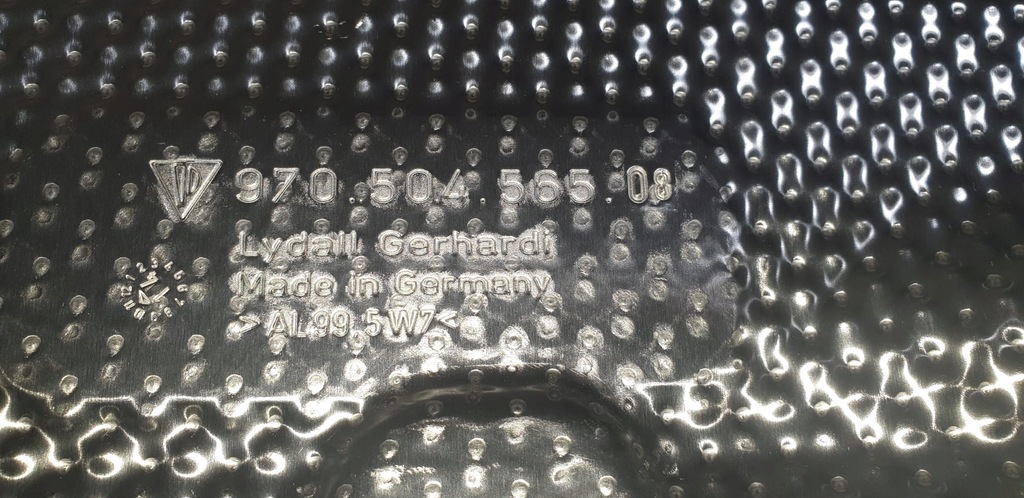 970.504.565.08
Lydall Gerhardi
Made in Germany
>AL99,5W7<